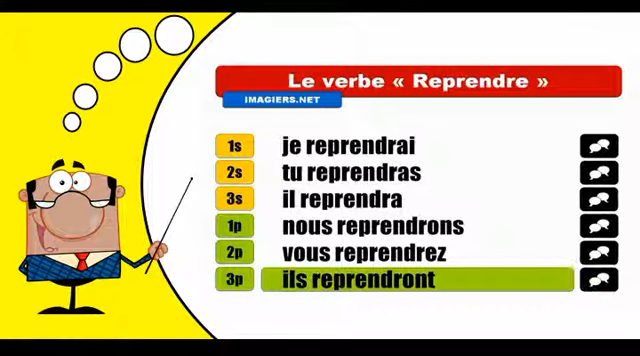 Le verbe « Reprendre »
IMAGIERS.NET
1s je reprendrai
2s tu reprendras
3s il reprendra
1p nous reprendrons
2p vous reprendrez
3p ils reprendront